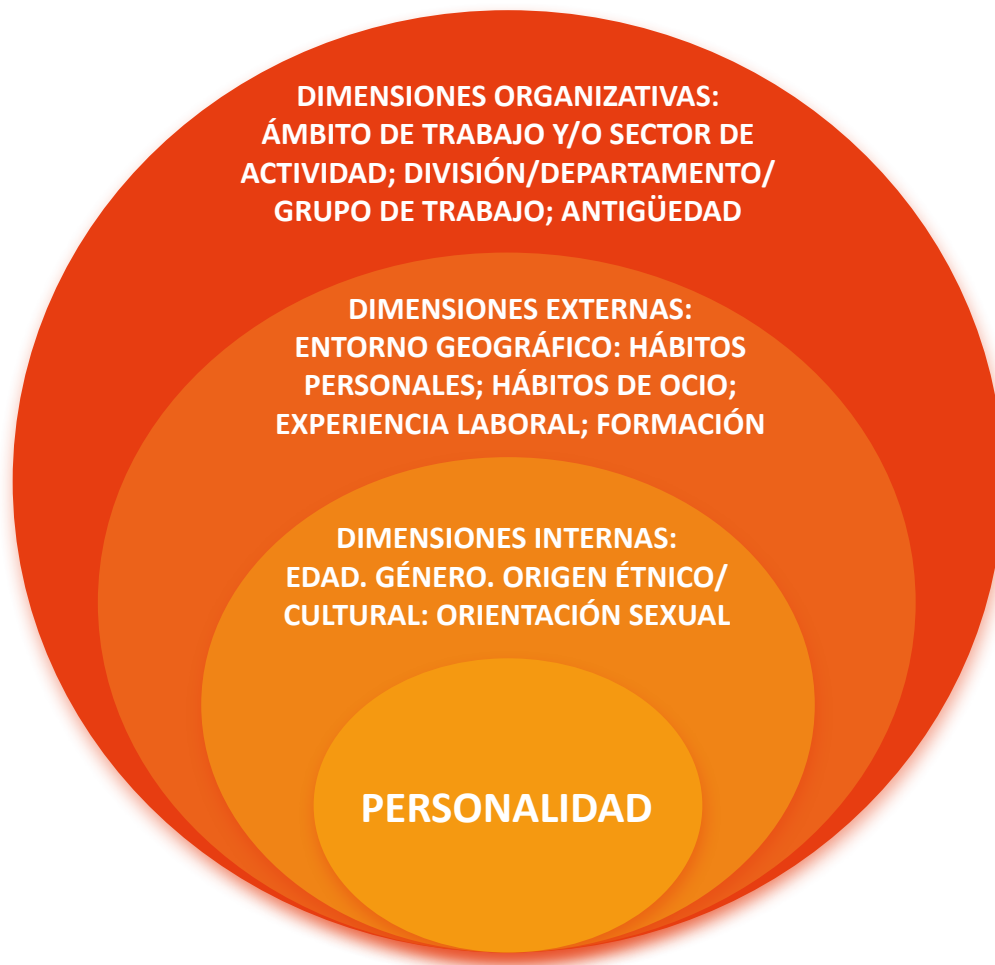 DIMENSIONES ORGANIZATIVAS:
ÁMBITO DE TRABAJO Y/O SECTOR DE
ACTIVIDAD; DIVISIÓN/DEPARTAMENTO/
GRUPO DE TRABAJO; ANTIGÜEDAD
DIMENSIONES EXTERNAS:
ENTORNO GEOGRÁFICO: HÁBITOS
PERSONALES; HÁBITOS DE OCIO;
EXPERIENCIA LABORAL; FORMACIÓN
DIMENSIONES INTERNAS:
EDAD. GÉNERO. ORIGEN ÉTNICO/
CULTURAL: ORIENTACIÓN SEXUAL
PERSONALIDAD